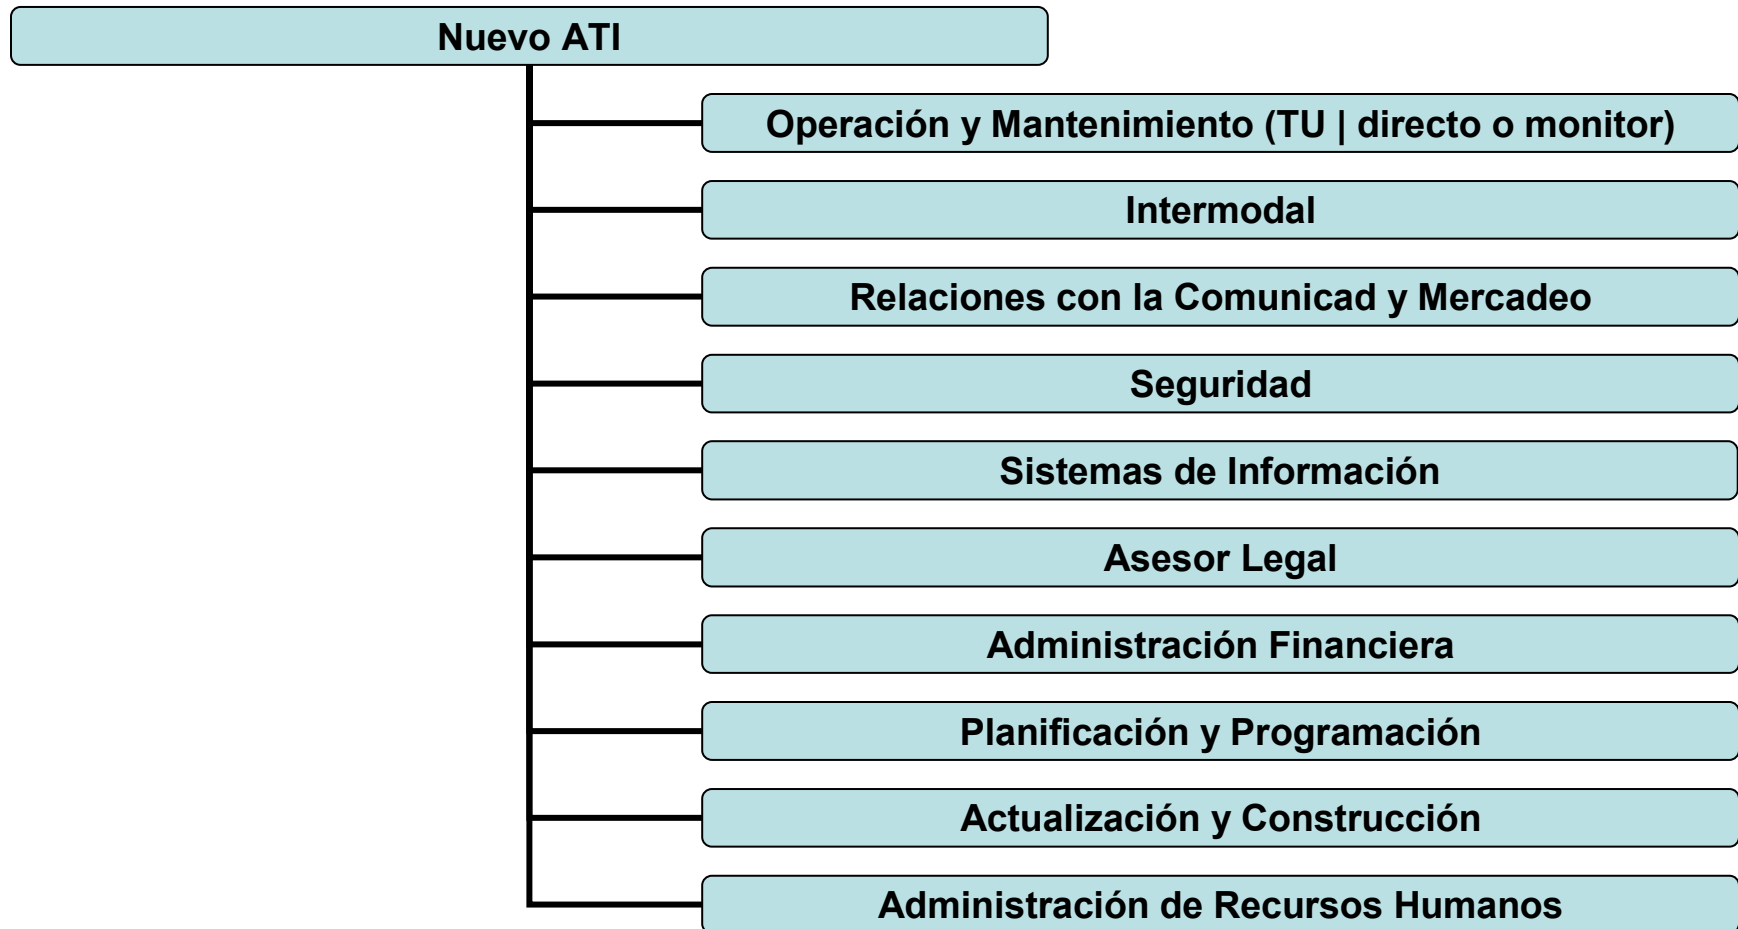 Nuevo ATI
Operación y Mantenimiento (TU | directo o monitor)
Intermodal
Relaciones con la Comunicad y Mercadeo
Seguridad
Sistemas de Información
Asesor Legal
Administración Financiera
Planificación y Programación
Actualización y Construcción
Administración de Recursos Humanos